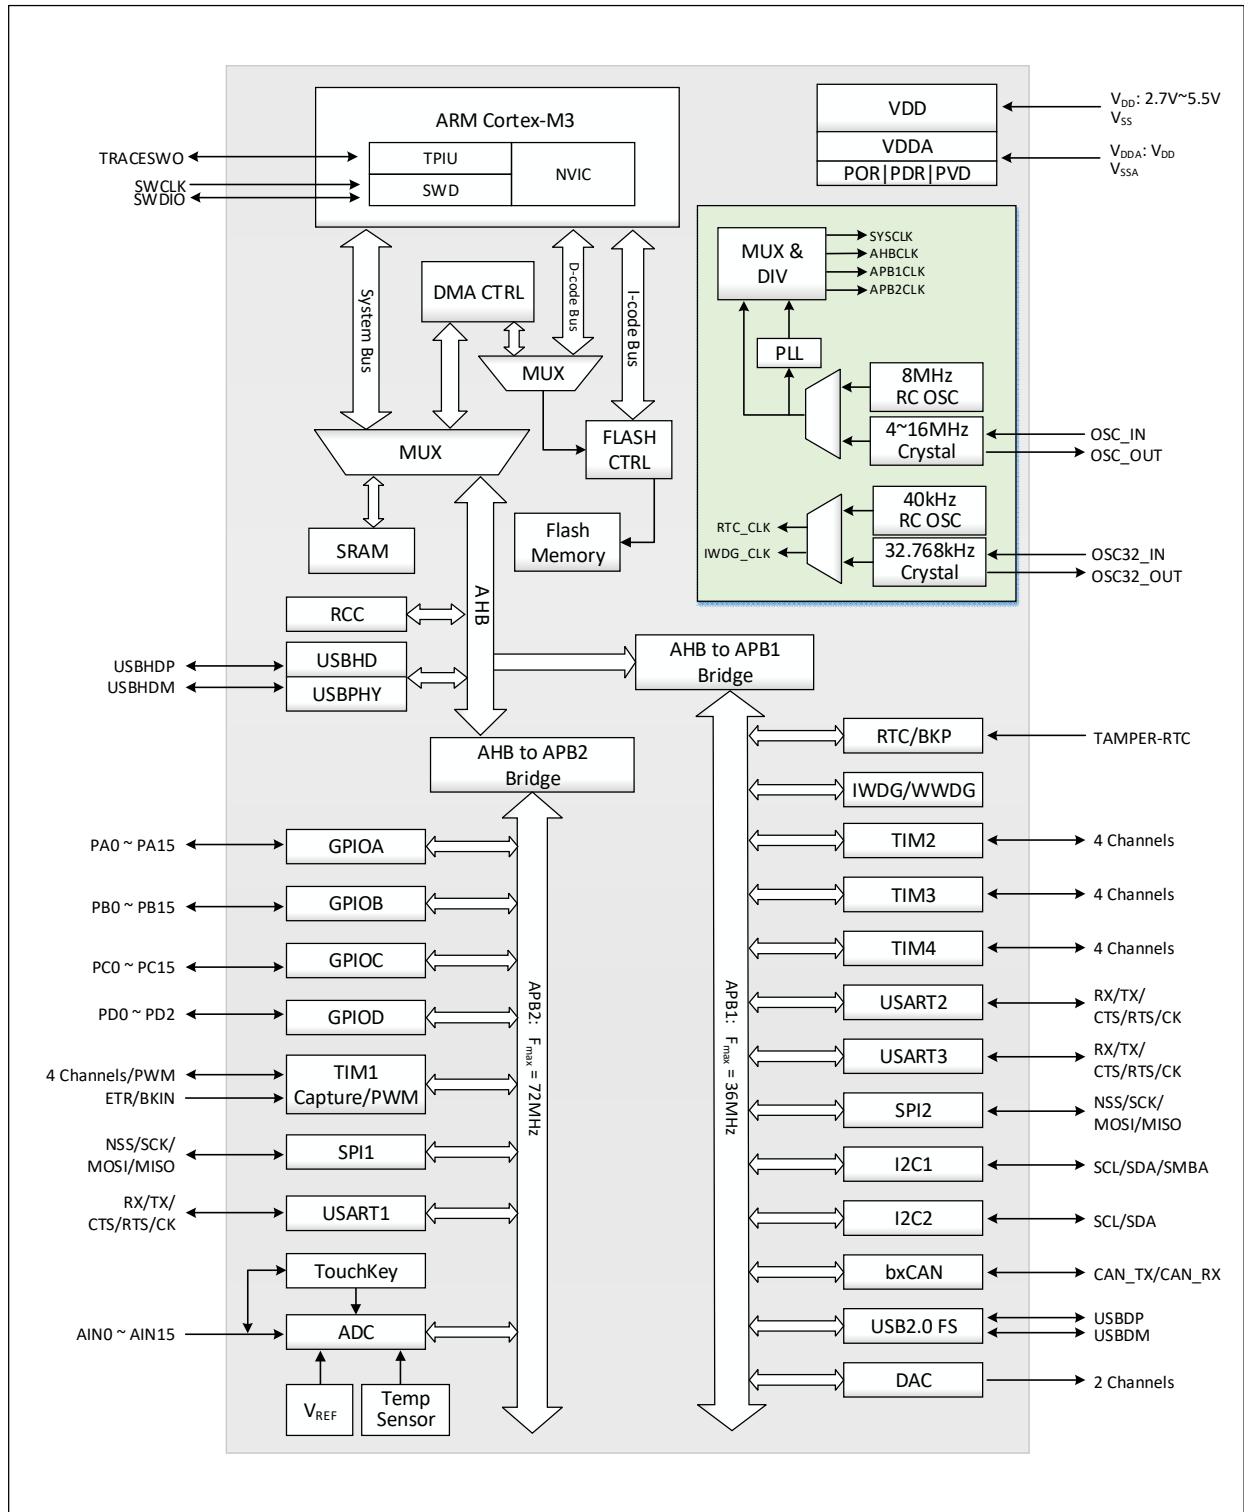 ARM Cortex-M3
TPIU
SWD
NVIC
TRACESWO
SWCLK
SWDIO
VDD
VDDA
POR|PDR|PVD
VDD: 2.7V~5.5V
VSS
VDDA: VDD
VSSA
System Bus
DMA CTRL
D-code Bus
I-code Bus
MUX
MUX
FLASH
CTRL
SRAM
Flash
Memory
MUX &
DIV
SYSCLK
AHBCLK
APB1CLK
APB2CLK
PLL
8MHz
RC OSC
4~16MHz
Crystal
OSC_IN
OSC_OUT
40kHz
RC OSC
32.768kHz
Crystal
RTC_CLK
IWDG_CLK
OSC32_IN
OSC32_OUT
AHB
RCC
USBHD
USBPHY
USBHDP
USBHDM
AHB to APB1
Bridge
AHB to APB2
Bridge
PA0 ~ PA15
GPIOA
PB0 ~ PB15
GPIOB
PC0 ~ PC15
GPIOC
PD0 ~ PD2
GPIOD
4 Channels/PWM
ETR/BKIN
TIM1
Capture/PWM
NSS/SCK/
MOSI/MISO
SPI1
RX/TX/
CTS/RTS/CK
USART1
TouchKey
AIN0 ~ AIN15
ADC
VREF
Temp
Sensor
APB2: Fmax = 72MHz
APB1: Fmax = 36MHz
RTC/BKP
TAMPER-RTC
IWDG/WWDG
TIM2
4 Channels
TIM3
4 Channels
TIM4
4 Channels
USART2
RX/TX/
CTS/RTS/CK
USART3
RX/TX/
CTS/RTS/CK
SPI2
NSS/SCK/
MOSI/MISO
I2C1
SCL/SDA/SMBA
I2C2
SCL/SDA
bxCAN
CAN_TX/CAN_RX
USB2.0 FS
USBDP
USBDM
DAC
2 Channels